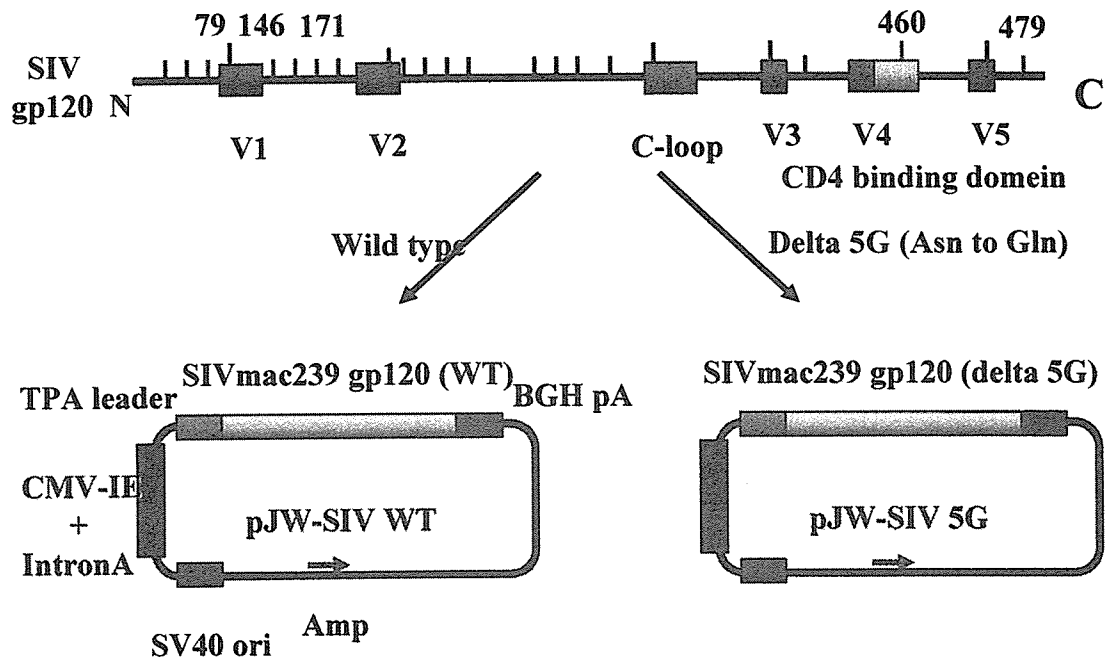 79 146 171 460 479
SIV
gp120 N
C
V1 V2 C-loop V3 V4 V5
CD4 binding domein
Wild type
Delta 5G (Asn to Gln)
SIVmac239 gp120 (WT)
SIVmac239 gp120 (delta 5G)
TPA leader
BGH pA
CMV-IE
+
IntronA
pJW-SIV WT
pJW-SIV 5G
Amp
SV40 ori